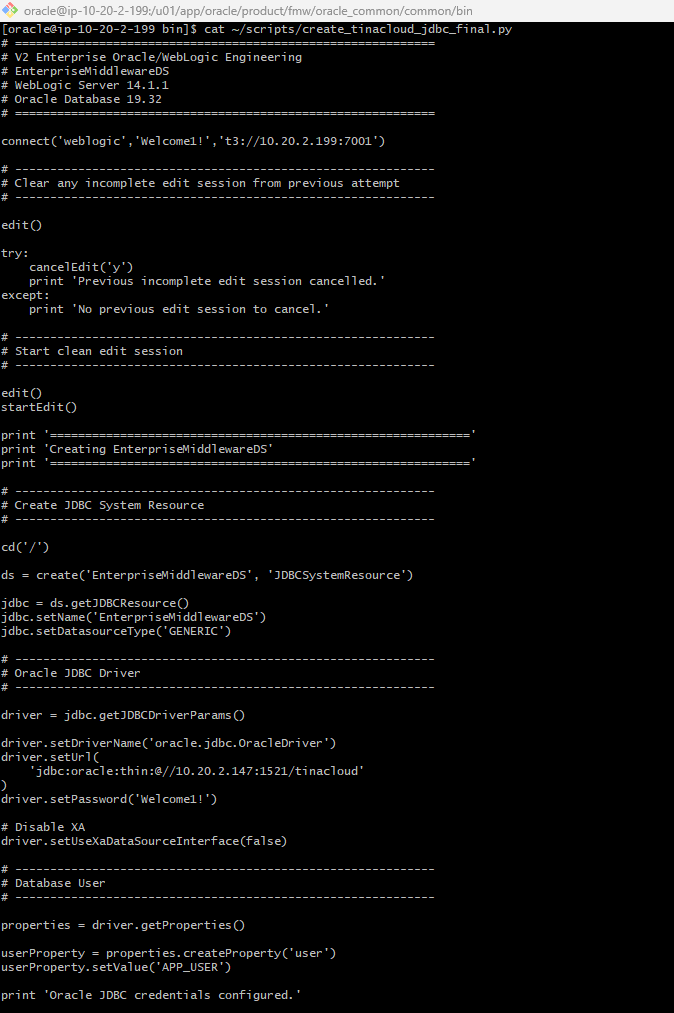 oracle@ip-10-20-2-199:/u01/app/oracle/product/fmw/oracle_common/common/bin
[oracle@ip-10-20-2-199 bin]$ cat ~/scripts/create_tinacloud_jdbc_final.py
# ============================================================
# V2 Enterprise Oracle/WebLogic Engineering
# EnterpriseMiddlewareDS
# WebLogic Server 14.1.1
# Oracle Database 19.32
# ============================================================

connect('weblogic','Welcome1!','t3://10.20.2.199:7001')

# ------------------------------------------------------------
# Clear any incomplete edit session from previous attempt
# ------------------------------------------------------------

edit()

try:
    cancelEdit('y')
    print 'Previous incomplete edit session cancelled.'
except:
    print 'No previous edit session to cancel.'

# ------------------------------------------------------------
# Start clean edit session
# ------------------------------------------------------------

edit()
startEdit()

print '============================================================'
print 'Creating EnterpriseMiddlewareDS'
print '============================================================'

# ------------------------------------------------------------
# Create JDBC System Resource
# ------------------------------------------------------------

cd('/')

ds = create('EnterpriseMiddlewareDS', 'JDBCSystemResource')

jdbc = ds.getJDBCResource()
jdbc.setName('EnterpriseMiddlewareDS')
jdbc.setDatasourceType('GENERIC')

# ------------------------------------------------------------
# Oracle JDBC Driver
# ------------------------------------------------------------

driver = jdbc.getJDBCDriverParams()

driver.setDriverName('oracle.jdbc.OracleDriver')
driver.setUrl(
    'jdbc:oracle:thin:@//10.20.2.147:1521/tinacloud'
)
driver.setPassword('Welcome1!')

# Disable XA
driver.setUseXaDataSourceInterface(false)

# ------------------------------------------------------------
# Database User
# ------------------------------------------------------------

properties = driver.getProperties()

userProperty = properties.createProperty('user')
userProperty.setValue('APP_USER')

print 'Oracle JDBC credentials configured.'